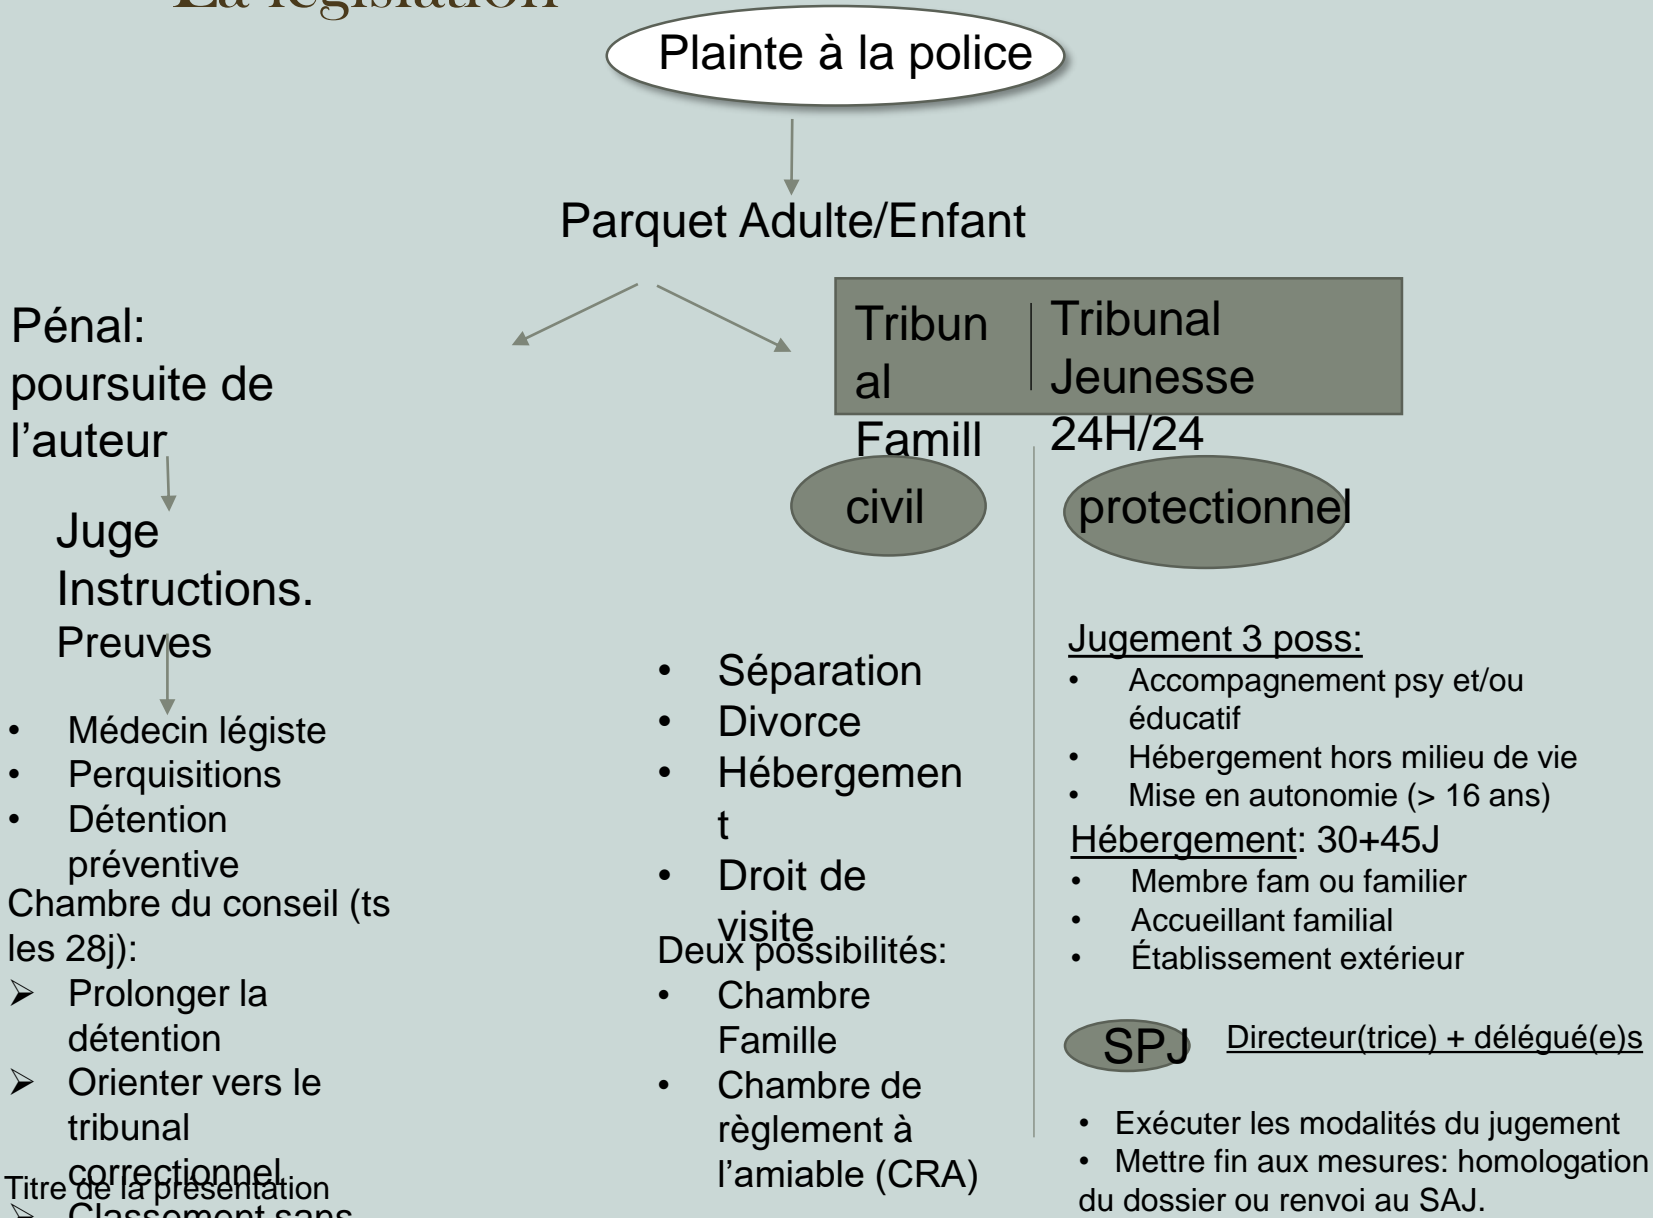 La législation
Plainte à la police
Parquet Adulte/Enfant
Pénal:
poursuite de
l’auteur
Juge
Instructions.
Preuves
• Médecin légiste
• Perquisitions
• Détention
préventive
Chambre du conseil (ts
les 28j):
➢ Prolonger la
détention
➢ Orienter vers le
tribunal
correctionnel
➢ Classement sans
Titre de la présentation
Tribun
al
Famill
civil
• Séparation
• Divorce
• Hébergemen
t
• Droit de
visite
Deux possibilités:
• Chambre
Famille
• Chambre de
règlement à
l’amiable (CRA)
Tribunal
Jeunesse
24H/24
protectionnel
Jugement 3 poss:
• Accompagnement psy et/ou
éducatif
• Hébergement hors milieu de vie
• Mise en autonomie (> 16 ans)
Hébergement: 30+45J
• Membre fam ou familier
• Accueillant familial
• Établissement extérieur
SPJ Directeur(trice) + délégué(e)s
• Exécuter les modalités du jugement
• Mettre fin aux mesures: homologation
du dossier ou renvoi au SAJ.